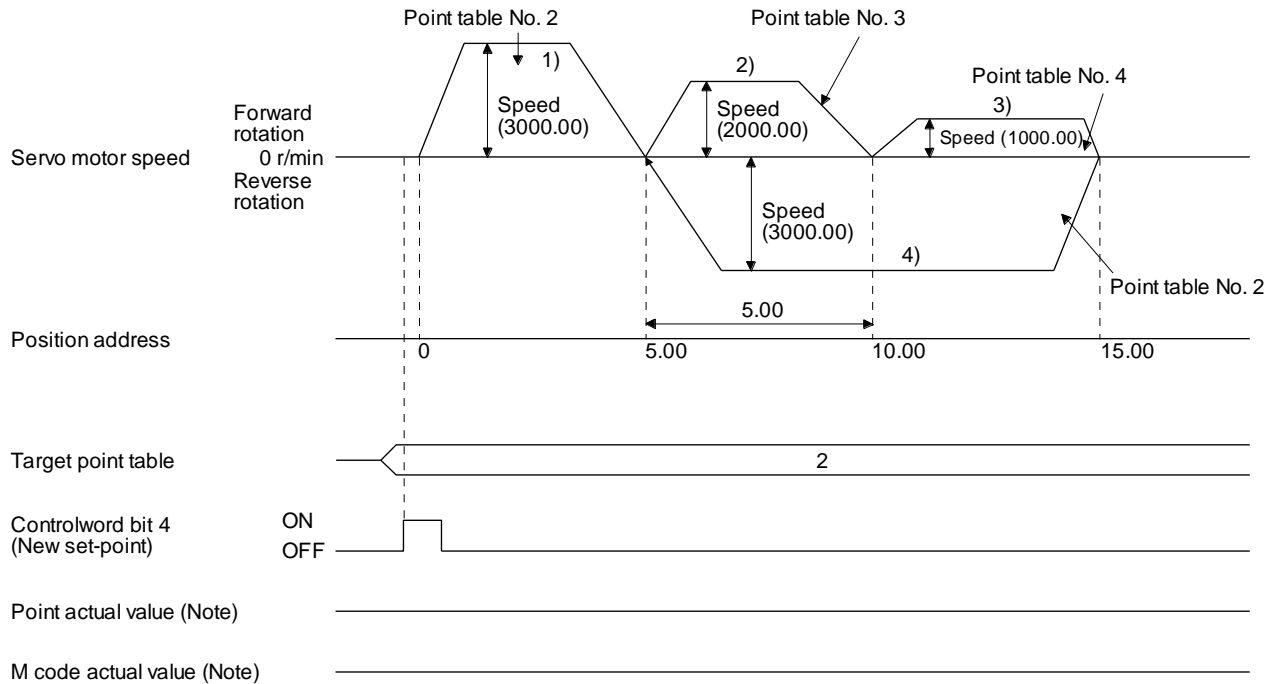 Point table No. 2
Point table No. 3
1)
2)
Point table No. 4
3)
Forward
rotation
Speed
(3000.00)
Speed
(2000.00)
Speed (1000.00)
Servo motor speed
0 r/min
Reverse
rotation
Speed
(3000.00)
4)
Point table No. 2
5.00
Position address
0
5.00
10.00
15.00
Target point table
2
Controlword bit 4
(New set-point)
ON
OFF
Point actual value (Note)
M code actual value (Note)